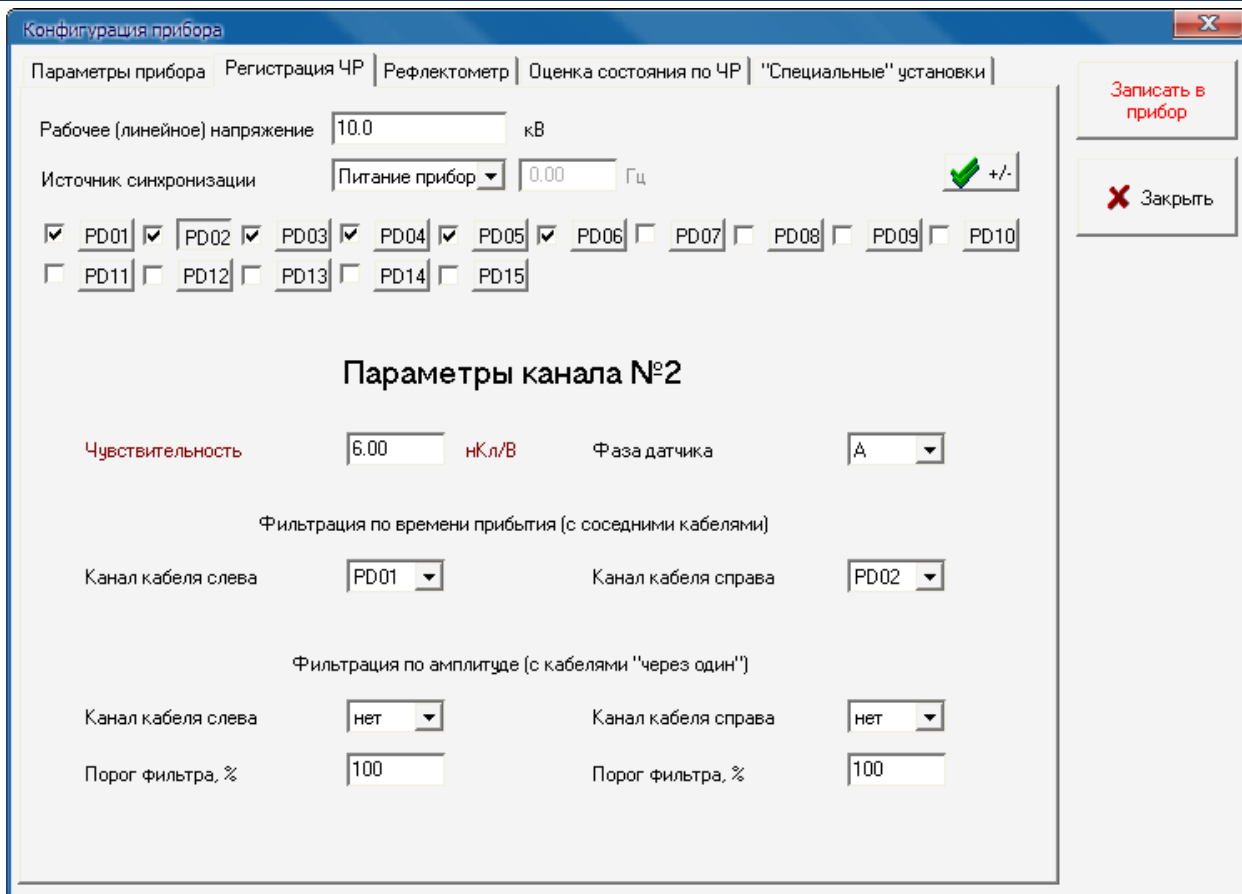 Конфигурация прибора
Параметры прибора Регистрация ЧР Рефлектометр Оценка состояния по ЧР "Специальные" установки
Записать в
прибор
Рабочее (линейное) напряжение 10.0 кВ
Источник синхронизации Питание прибор 0.00 Гц +/-
Закрыть
PD01 PD02 PD03 PD04 PD05 PD06 PD07 PD08 PD09 PD10
PD11 PD12 PD13 PD14 PD15
Параметры канала №2
Чувствительность 6.00 нКл/В Фаза датчика A
Фильтрация по времени прибытия (с соседними кабелями)
Канал кабеля слева PD01 Канал кабеля справа PD02
Фильтрация по амплитуде (с кабелями "через один")
Канал кабеля слева нет Канал кабеля справа нет
Порог фильтра, % 100 Порог фильтра, % 100